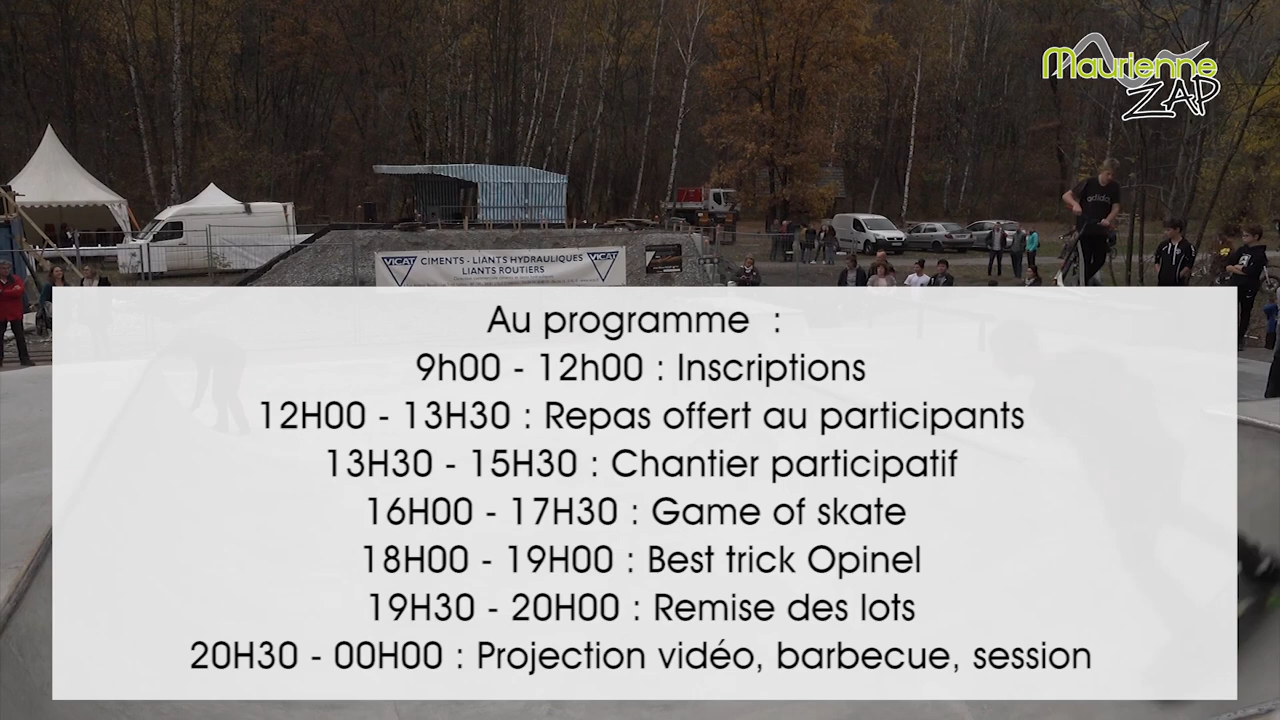 Maurienne
ZAP
VICAT
CIMENTS - LIANTS HYDRAULIQUES
LIANTS ROUTIERS
VICAT
adidas
Au programme :
9h00 - 12h00 : Inscriptions
12H00 - 13H30 : Repas offert au participants
13H30 - 15H30 : Chantier participatif
16H00 - 17H30 : Game of skate
18H00 - 19H00 : Best trick Opinel
19H30 - 20H00 : Remise des lots
20H30 - 00H00 : Projection vidéo, barbecue, session